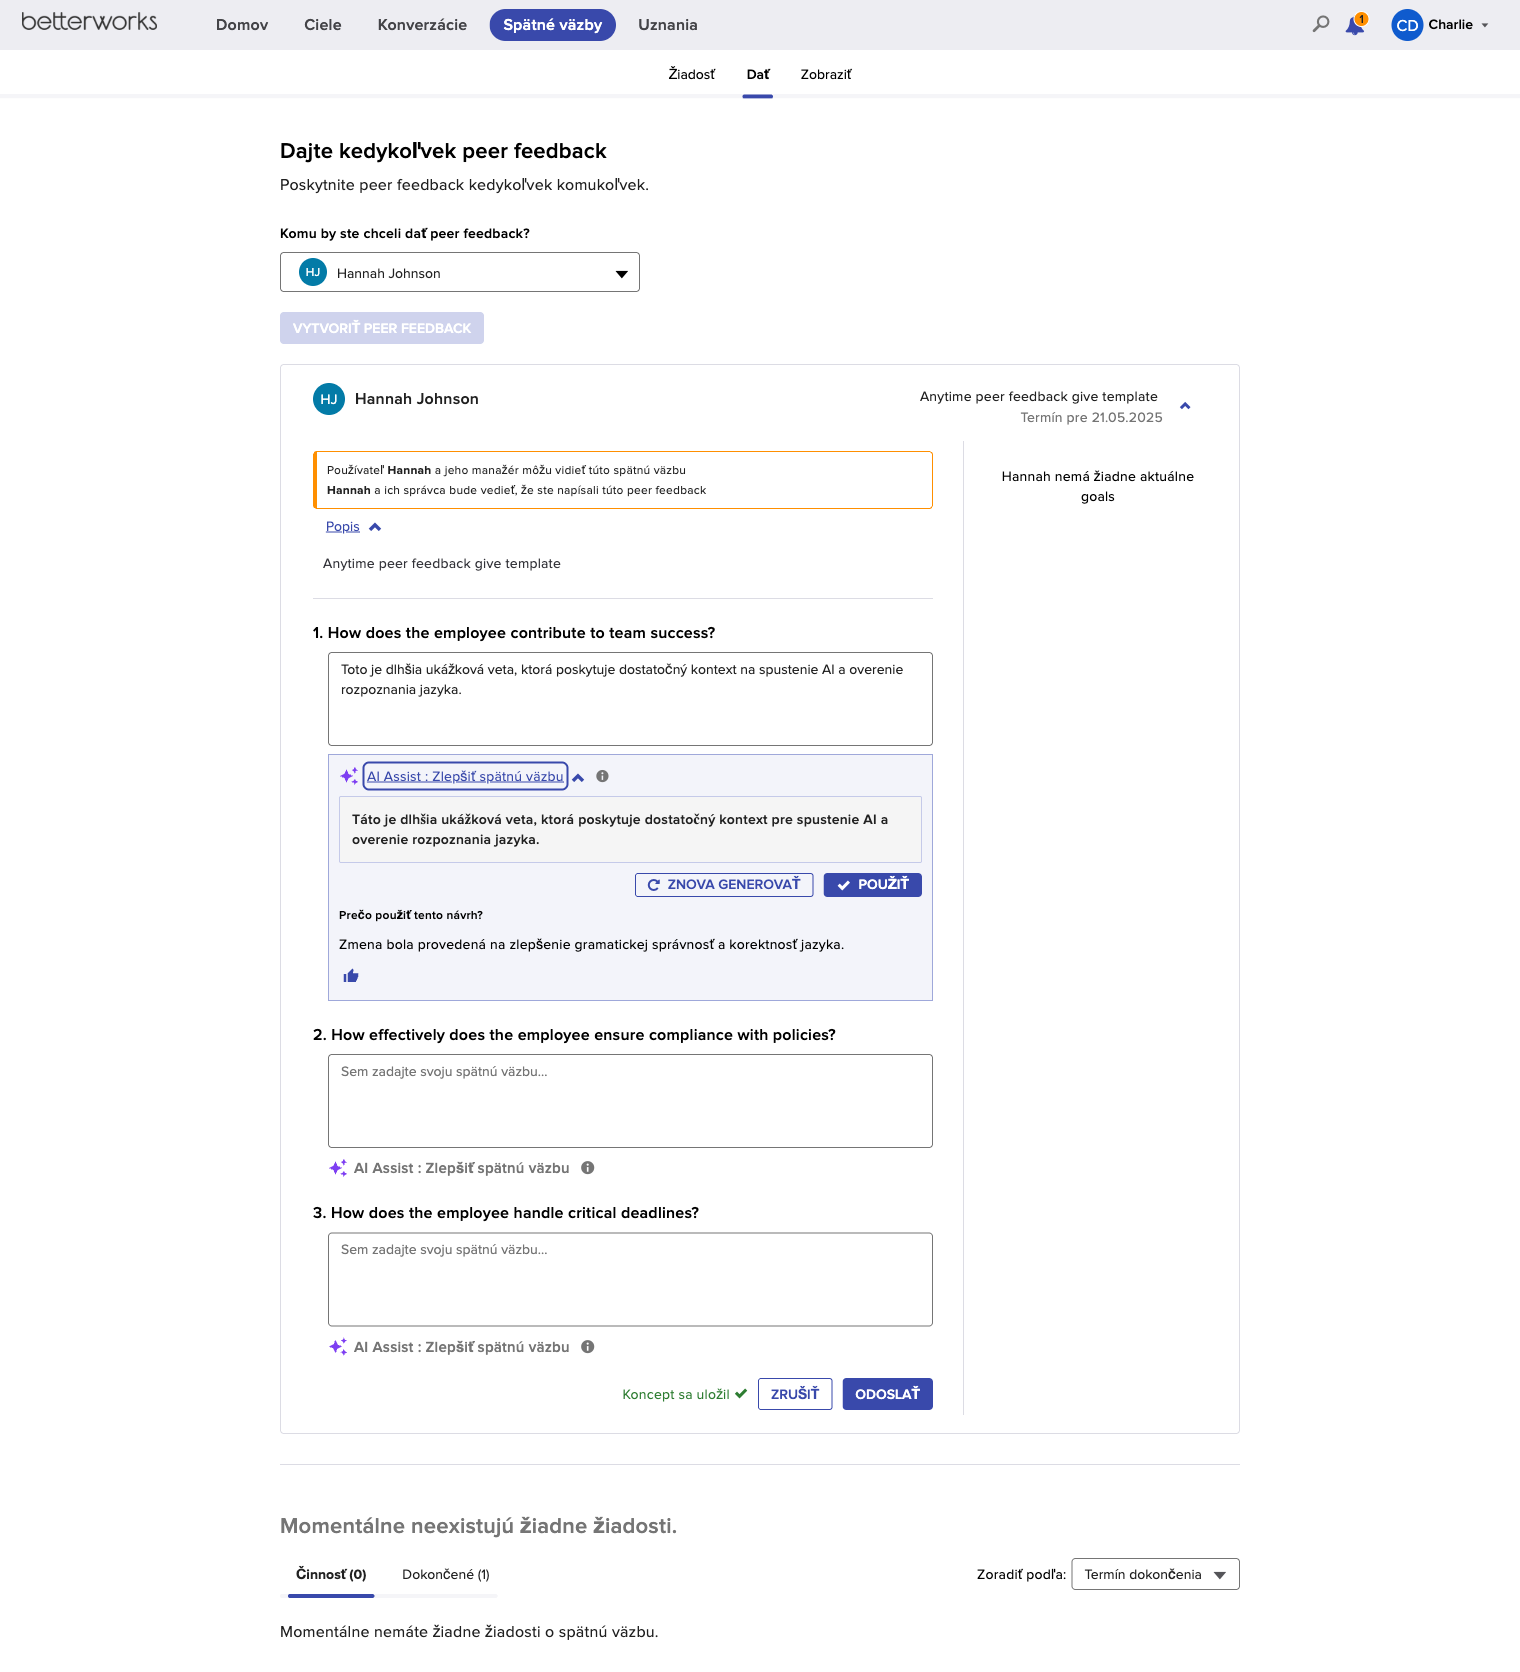 betterworks
Domov Ciele Konverzácie Spätné väzby Uznania
1
CD Charlie
Žiadosť Dať Zobraziť
Dajte kedykoľvek peer feedback
Poskytnite peer feedback kedykoľvek komukoľvek.
Komu by ste chceli dať peer feedback?
HJ Hannah Johnson
VYTVORIŤ PEER FEEDBACK
HJ Hannah Johnson
Anytime peer feedback give template
Termín pre 21.05.2025
Používateľ Hannah a jeho manažér môžu vidieť túto spätnú väzbu
Hannah a ich správca bude vedieť, že ste napísali túto peer feedback
Popis
Anytime peer feedback give template
Hannah nemá žiadne aktuálne
goals
1. How does the employee contribute to team success?
Toto je dlhšia ukážková veta, ktorá poskytuje dostatočný kontext na spustenie AI a overenie
rozpoznania jazyka.
AI Assist : Zlepšiť spätnú väzbu
Táto je dlhšia ukážková veta, ktorá poskytuje dostatočný kontext pre spustenie AI a
overenie rozpoznania jazyka.
ZNOVA GENEROVAŤ POUŽIŤ
Prečo použiť tento návrh?
Zmena bola provedená na zlepšenie gramatickej správnosť a korektnosť jazyka.
2. How effectively does the employee ensure compliance with policies?
Sem zadajte svoju spätnú väzbu...
AI Assist : Zlepšiť spätnú väzbu
3. How does the employee handle critical deadlines?
Sem zadajte svoju spätnú väzbu...
AI Assist : Zlepšiť spätnú väzbu
Koncept sa uložil ZRUŠIŤ ODOSLAŤ
Momentálne neexistujú žiadne žiadosti.
Činnosť (0) Dokončené (1)
Zoradiť podľa: Termín dokončenia
Momentálne nemáte žiadne žiadosti o spätnú väzbu.